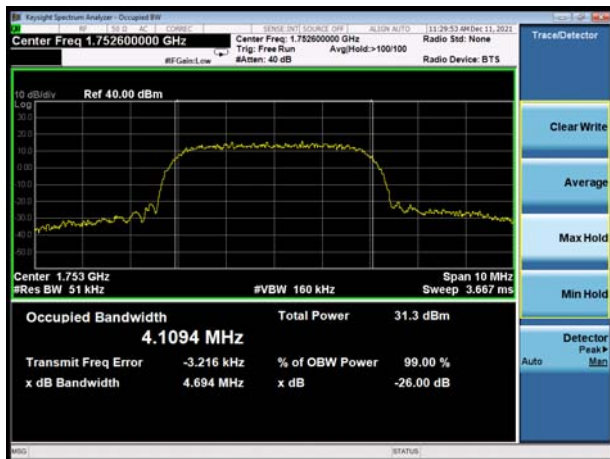 Keysight Spectrum Analyzer - Occupied BW
RF 50 Ω AC CORREC SENSE:INT SOURCE OFF ALIGN AUTO 11:29:53 AM Dec 11, 2021
Center Freq 1.752600000 GHz Center Freq: 1.752600000 GHz Radio Std: None Trace/Detector
Trig: Free Run Avg|Hold:>100/100
#IFGain:Low #Atten: 40 dB Radio Device: BTS
10 dB/div Ref 40.00 dBm
Log
30.0
20.0
10.0
0.00
-10.0
-20.0
-30.0
-40.0
-50.0
Clear Write
Average
Max Hold
Min Hold
Center 1.753 GHz Span 10 MHz
#Res BW 51 kHz #VBW 160 kHz Sweep 3.667 ms
Occupied Bandwidth Total Power 31.3 dBm
4.1094 MHz
Transmit Freq Error -3.216 kHz % of OBW Power 99.00 %
x dB Bandwidth 4.694 MHz x dB -26.00 dB
Detector
Peak
Auto Man
MSG STATUS